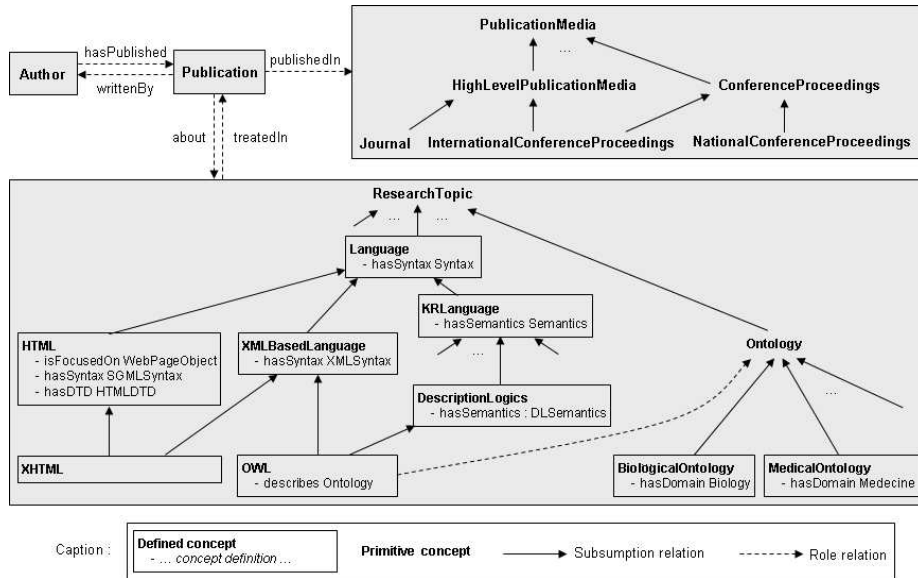 PublicationMedia
...
hasPublished
Author
Publication
publishedIn
writtenBy
HighLevelPublicationMedia
ConferenceProceedings
about
treatedIn
Journal
InternationalConferenceProceedings
NationalConferenceProceedings
ResearchTopic
... ...
Language
- hasSyntax Syntax
KRLanguage
- hasSemantics Semantics
HTML
- isFocusedOn WebPageObject
- hasSyntax SGMLSyntax
- hasDTD HTMLDTD
XMLBasedLanguage
- hasSyntax XMLSyntax
Ontology
... ...
DescriptionLogics
- hasSemantics : DLSemantics
...
XHTML
OWL
- describes Ontology
BiologicalOntology
- hasDomain Biology
MedicalOntology
- hasDomain Medecine
Caption :
Defined concept
- ... concept definition ...
Primitive concept
Subsumption relation
Role relation